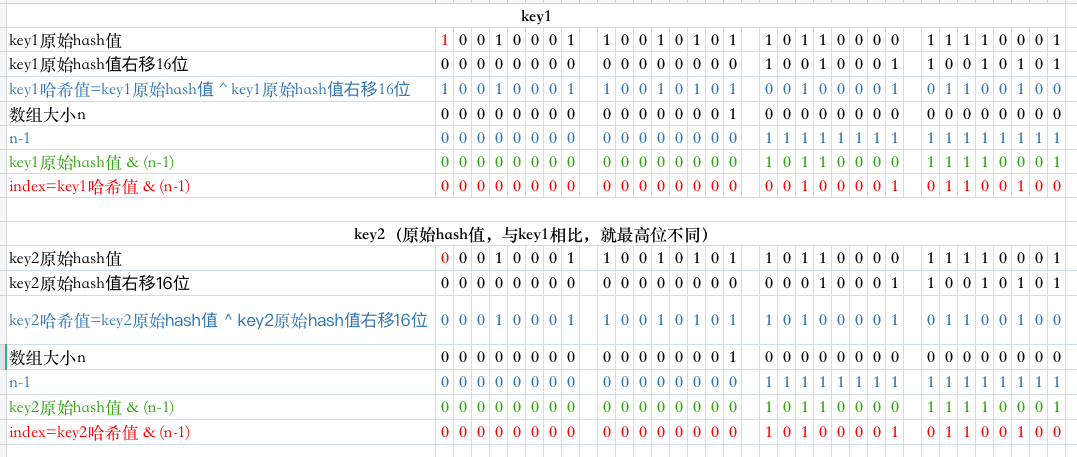 key1
key1原始hash值 1 0 0 1 0 0 0 1 1 0 0 1 0 1 0 1 1 0 1 1 0 0 0 0 1 1 1 1 0 0 0 1
key1原始hash值右移16位 0 0 0 0 0 0 0 0 0 0 0 0 0 0 0 0 1 0 0 1 0 0 0 1 1 0 0 1 0 1 0 1
key1哈希值=key1原始hash值 ^ key1原始hash值右移16位 1 0 0 1 0 0 0 1 1 0 0 1 0 1 0 1 0 0 1 0 0 0 0 1 0 1 1 0 0 1 0 0
数组大小n 0 0 0 0 0 0 0 0 0 0 0 0 0 0 0 1 0 0 0 0 0 0 0 0 0 0 0 0 0 0 0 0
n-1 0 0 0 0 0 0 0 0 0 0 0 0 0 0 0 0 1 1 1 1 1 1 1 1 1 1 1 1 1 1 1 1
key1原始hash值 & (n-1) 0 0 0 0 0 0 0 0 0 0 0 0 0 0 0 0 1 0 1 1 0 0 0 0 1 1 1 1 0 0 0 1
index=key1哈希值 & (n-1) 0 0 0 0 0 0 0 0 0 0 0 0 0 0 0 0 0 0 1 0 0 0 0 1 0 1 1 0 0 1 0 0
key2（原始hash值，与key1相比，就最高位不同）
key2原始hash值 0 0 0 1 0 0 0 1 1 0 0 1 0 1 0 1 1 0 1 1 0 0 0 0 1 1 1 1 0 0 0 1
key2原始hash值右移16位 0 0 0 0 0 0 0 0 0 0 0 0 0 0 0 0 0 0 0 1 0 0 0 1 1 0 0 1 0 1 0 1
key2哈希值=key2原始hash值 ^ key2原始hash值右移16位 0 0 0 1 0 0 0 1 1 0 0 1 0 1 0 1 1 0 1 0 0 0 0 1 0 1 1 0 0 1 0 0
数组大小n 0 0 0 0 0 0 0 0 0 0 0 0 0 0 0 1 0 0 0 0 0 0 0 0 0 0 0 0 0 0 0 0
n-1 0 0 0 0 0 0 0 0 0 0 0 0 0 0 0 0 1 1 1 1 1 1 1 1 1 1 1 1 1 1 1 1
key2原始hash值 & (n-1) 0 0 0 0 0 0 0 0 0 0 0 0 0 0 0 0 1 0 1 1 0 0 0 0 1 1 1 1 0 0 0 1
index=key2哈希值 & (n-1) 0 0 0 0 0 0 0 0 0 0 0 0 0 0 0 0 1 0 1 0 0 0 0 1 0 1 1 0 0 1 0 0